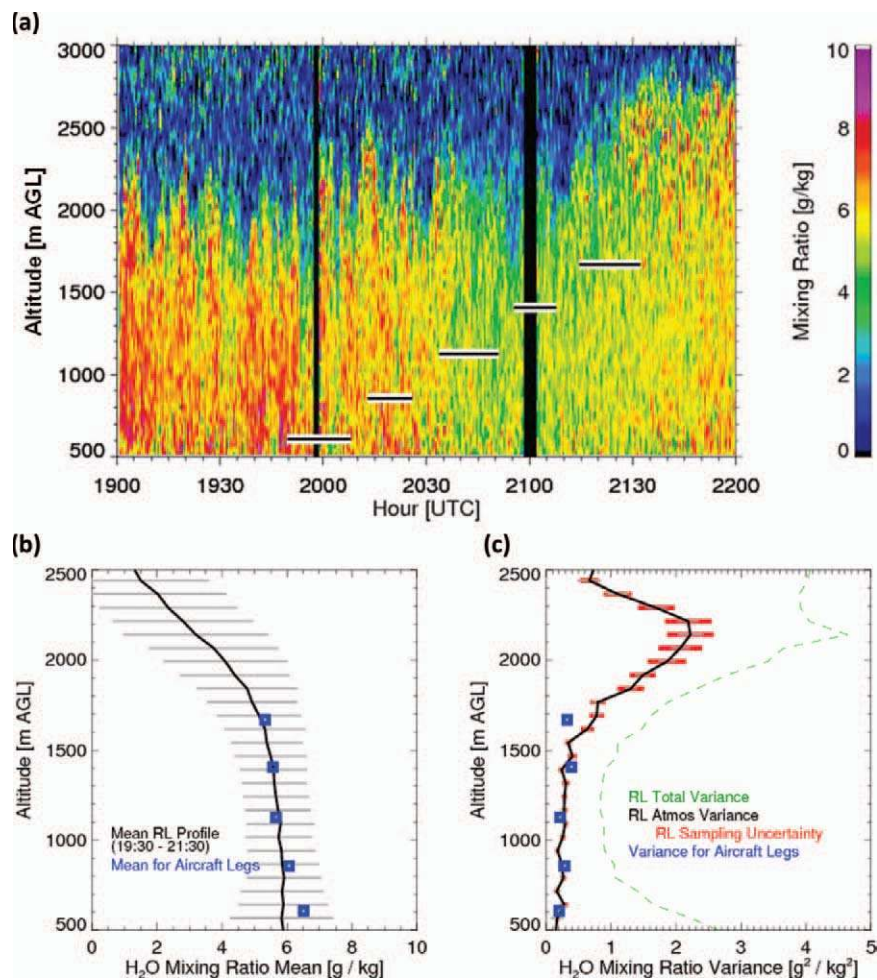 (a)
3000
2500
2000
1500
1000
500
Altitude [m AGL]
1900 1930 2000 2030 2100 2130 2200
Hour [UTC]
10
8
6
4
2
0
Mixing Ratio [g/kg]
(b)
2500
2000
1500
1000
500
Altitude [m AGL]
Mean RL Profile
(19:30 - 21:30)
Mean for Aircraft Legs
0 2 4 6 8 10
H₂O Mixing Ratio Mean [g / kg]
(c)
2500
2000
1500
1000
500
Altitude [m AGL]
RL Total Variance
RL Atmos Variance
RL Sampling Uncertainty
Variance for Aircraft Legs
0 1 2 3 4 5
H₂O Mixing Ratio Variance [g² / kg²]